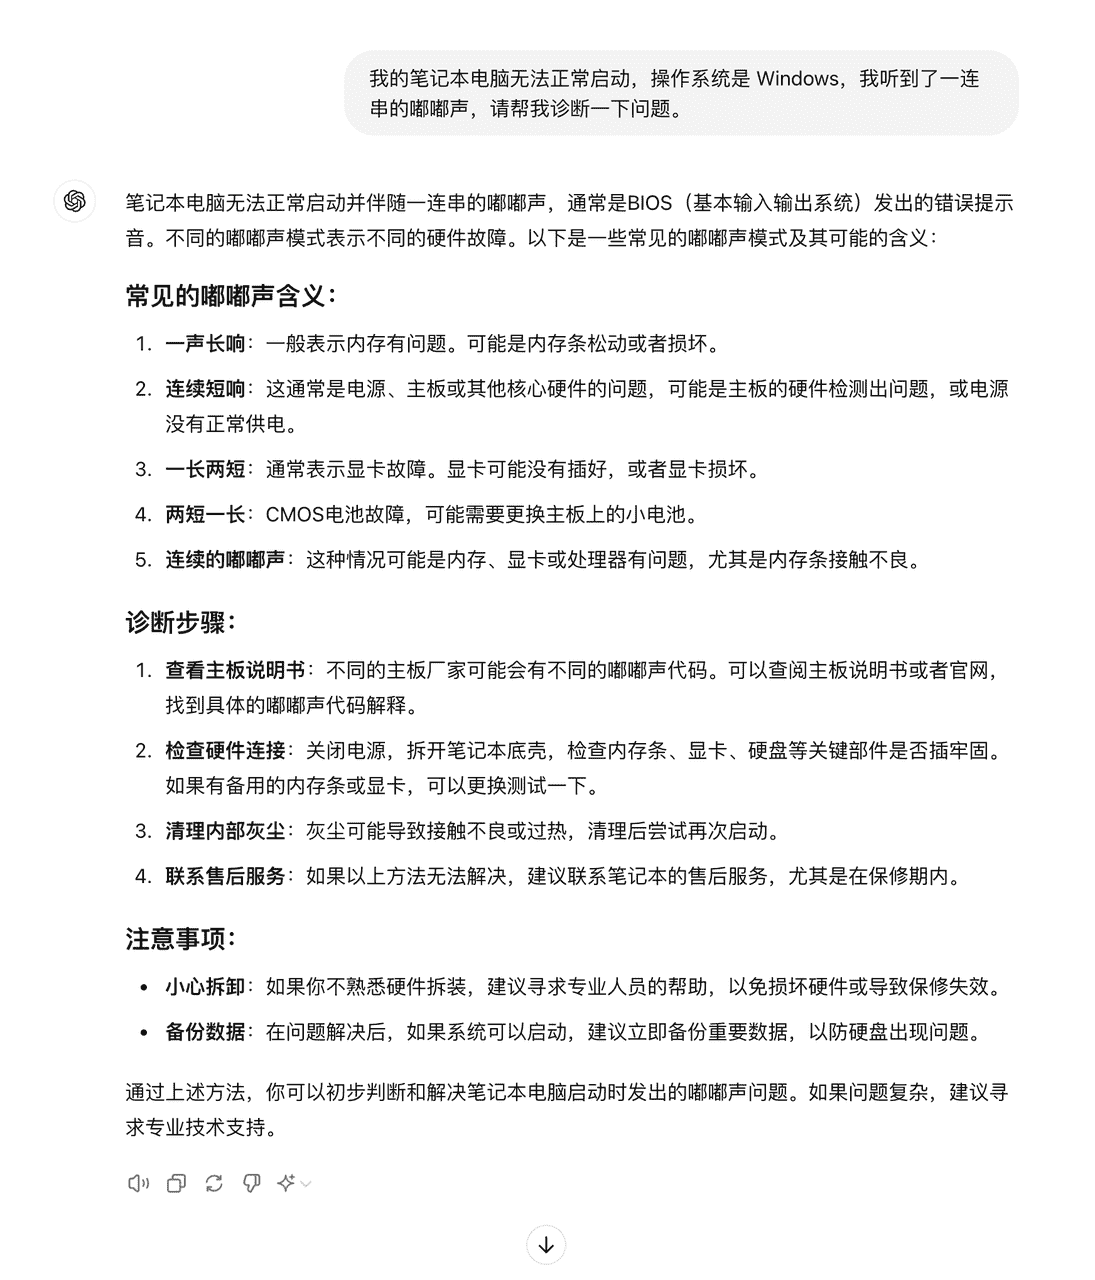 我的笔记本电脑无法正常启动，操作系统是 Windows，我听到了一连
串的嘟嘟声，请帮我诊断一下问题。
笔记本电脑无法正常启动并伴随一连串的嘟嘟声，通常是BIOS（基本输入输出系统）发出的错误提示
音。不同的嘟嘟声模式表示不同的硬件故障。以下是一些常见的嘟嘟声模式及其可能的含义：
常见的嘟嘟声含义：
1. 一声长响：一般表示内存有问题。可能是内存条松动或者损坏。
2. 连续短响：这通常是电源、主板或其他核心硬件的问题，可能是主板的硬件检测出问题，或电源
没有正常供电。
3. 一长两短：通常表示显卡故障。显卡可能没有插好，或者显卡损坏。
4. 两短一长：CMOS电池故障，可能需要更换主板上的小电池。
5. 连续的嘟嘟声：这种情况可能是内存、显卡或处理器有问题，尤其是内存条接触不良。
诊断步骤：
1. 查看主板说明书：不同的主板厂家可能会有不同的嘟嘟声代码。可以查阅主板说明书或者官网，
找到具体的嘟嘟声代码解释。
2. 检查硬件连接：关闭电源，拆开笔记本底壳，检查内存条、显卡、硬盘等关键部件是否插牢固。
如果有备用的内存条或显卡，可以更换测试一下。
3. 清理内部灰尘：灰尘可能导致接触不良或过热，清理后尝试再次启动。
4. 联系售后服务：如果以上方法无法解决，建议联系笔记本的售后服务，尤其是在保修期内。
注意事项：
• 小心拆卸：如果你不熟悉硬件拆装，建议寻求专业人员的帮助，以免损坏硬件或导致保修失效。
• 备份数据：在问题解决后，如果系统可以启动，建议立即备份重要数据，以防硬盘出现问题。
通过上述方法，你可以初步判断和解决笔记本电脑启动时发出的嘟嘟声问题。如果问题复杂，建议寻
求专业技术支持。